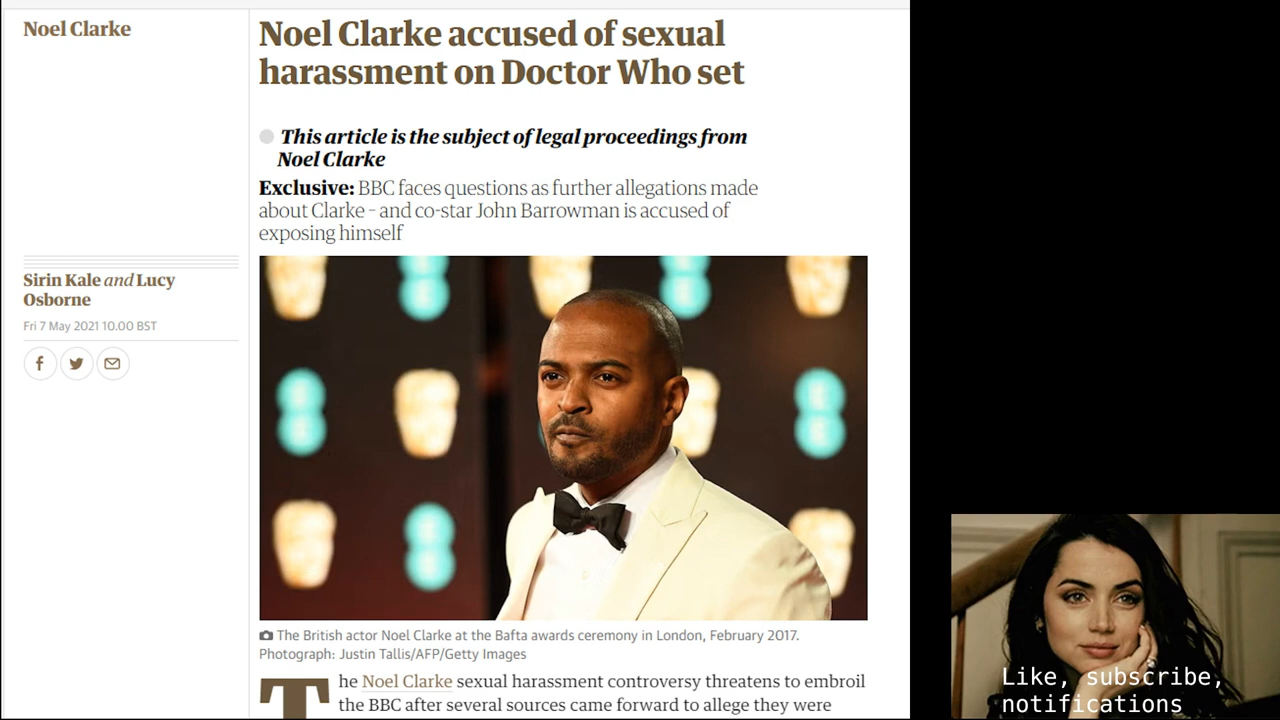 Noel Clarke
Noel Clarke accused of sexual
harassment on Doctor Who set
This article is the subject of legal proceedings from
Noel Clarke
Exclusive: BBC faces questions as further allegations made
about Clarke – and co-star John Barrowman is accused of
exposing himself
Sirin Kale and Lucy
Osborne
Fri 7 May 2021 10.00 BST
The British actor Noel Clarke at the Bafta awards ceremony in London, February 2017.
Photograph: Justin Tallis/AFP/Getty Images
The Noel Clarke sexual harassment controversy threatens to embroil
the BBC after several sources came forward to allege they were
Like, subscribe,
notifications